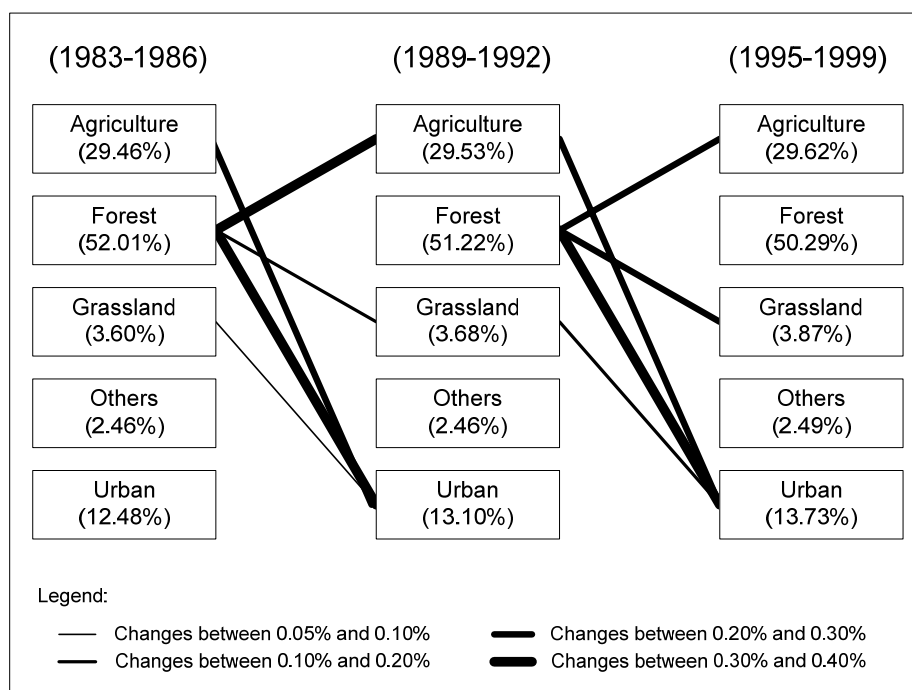 (1983-1986)
(1989-1992)
(1995-1999)
Agriculture
(29.46%)
Agriculture
(29.53%)
Agriculture
(29.62%)
Forest
(52.01%)
Forest
(51.22%)
Forest
(50.29%)
Grassland
(3.60%)
Grassland
(3.68%)
Grassland
(3.87%)
Others
(2.46%)
Others
(2.46%)
Others
(2.49%)
Urban
(12.48%)
Urban
(13.10%)
Urban
(13.73%)
Legend:
Changes between 0.05% and 0.10%
Changes between 0.10% and 0.20%
Changes between 0.20% and 0.30%
Changes between 0.30% and 0.40%